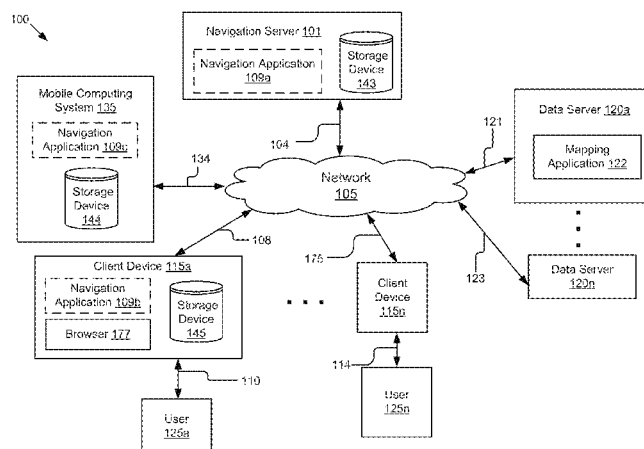 100
Navigation Server 101
Navigation Application 109a
Storage Device 143
Mobile Computing System 135
Navigation Application 109c
Storage Device 144
104
134
Network 105
121
Data Server 120a
Mapping Application 122
108
175
123
Data Server 120n
Client Device 115a
Navigation Application 109b
Storage Device 145
Browser 177
Client Device 115n
110
114
User 125a
User 125n